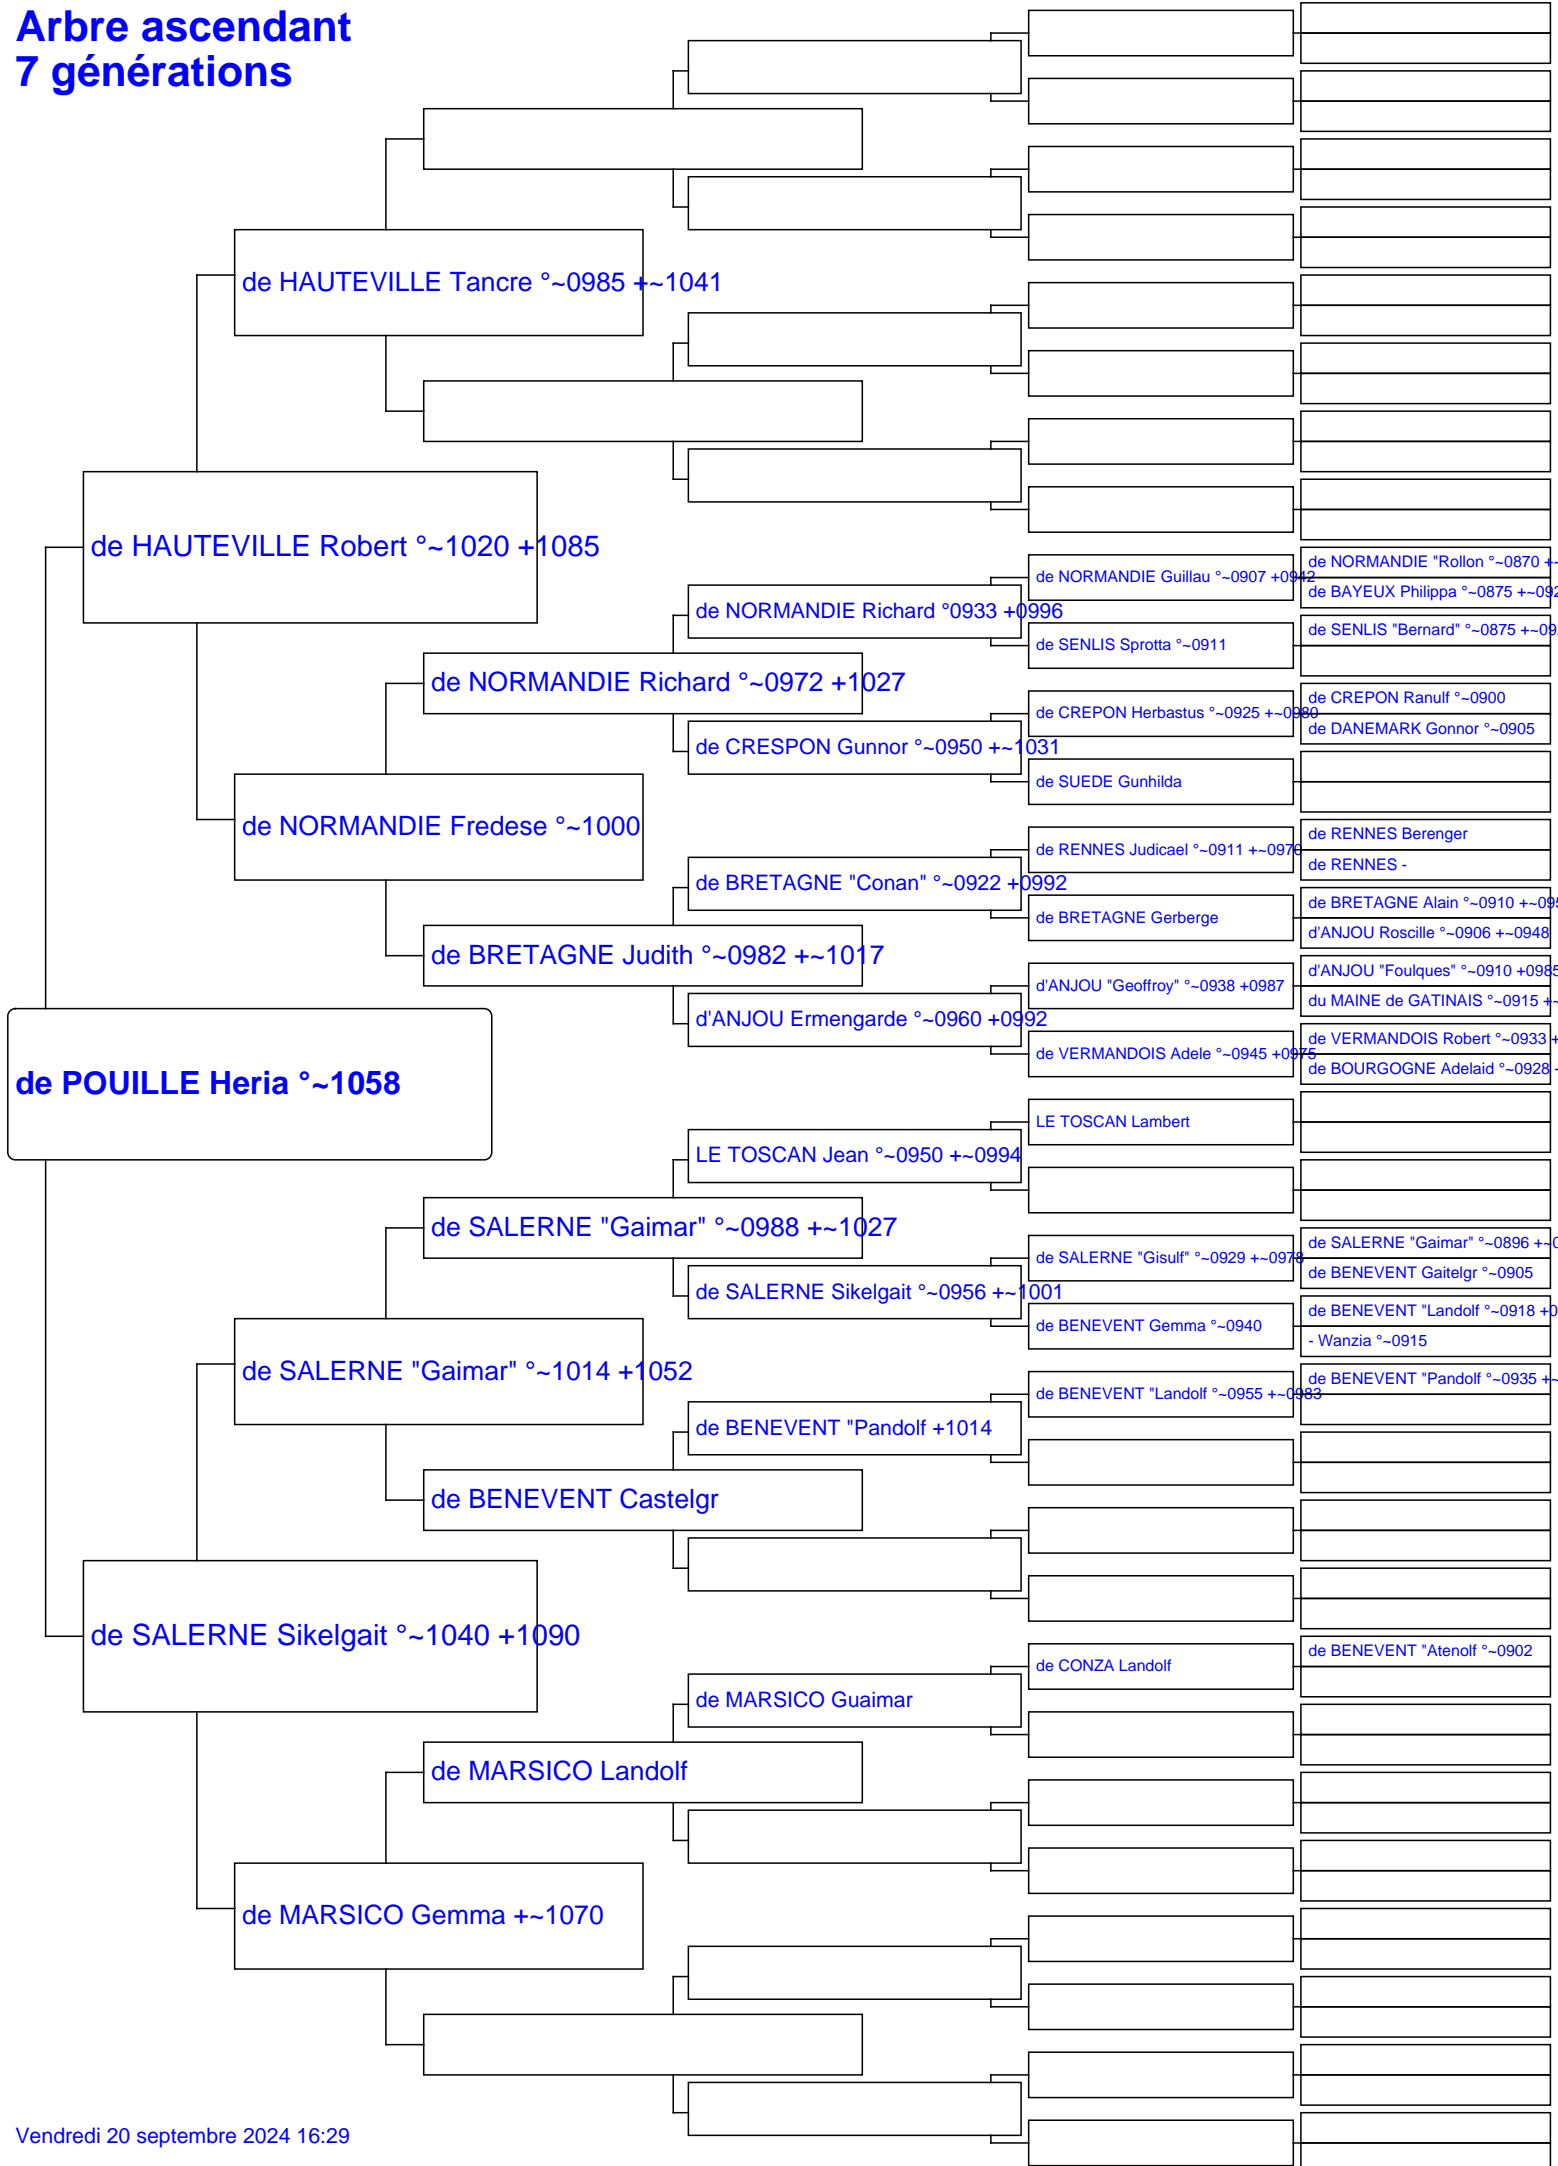 Arbre ascendant
7 générations
de HAUTEVILLE Tancre °~0985 +~1041
de HAUTEVILLE Robert °~1020 +1085
de NORMANDIE Guillau °~0907 +0942
de NORMANDIE "Rollon °~0870 +~
de BAYEUX Philippa °~0875 +~092
de NORMANDIE Richard °0933 +0996
de SENLIS Sprotta °~0911
de SENLIS "Bernard" °~0875 +~09
de NORMANDIE Richard °~0972 +1027
de CREPON Herbastus °~0925 +~0980
de CREPON Ranulf °~0900
de DANEMARK Gonnor °~0905
de CRESPON Gunnor °~0950 +~1031
de SUEDE Gunhilda
de NORMANDIE Fredese °~1000
de RENNES Judicael °~0911 +~0970
de RENNES Berenger
de RENNES -
de BRETAGNE "Conan" °~0922 +0992
de BRETAGNE Gerberge
de BRETAGNE Alain °~0910 +~095
d'ANJOU Roscille °~0906 +~0948
de BRETAGNE Judith °~0982 +~1017
d'ANJOU "Geoffroy" °~0938 +0987
d'ANJOU "Foulques" °~0910 +0985
du MAINE de GATINAIS °~0915 +~
d'ANJOU Ermengarde °~0960 +0992
de VERMANDOIS Adele °~0945 +0975
de VERMANDOIS Robert °~0933 +
de BOURGOGNE Adelaid °~0928 +
de POUILLE Heria °~1058
LE TOSCAN Lambert
LE TOSCAN Jean °~0950 +~0994
de SALERNE "Gaimar" °~0988 +~1027
de SALERNE "Gisulf" °~0929 +~0978
de SALERNE "Gaimar" °~0896 +~0
de BENEVENT Gaitelgr °~0905
de SALERNE Sikelgait °~0956 +~1001
de BENEVENT Gemma °~0940
de BENEVENT "Landolf °~0918 +0
- Wanzia °~0915
de SALERNE "Gaimar" °~1014 +1052
de BENEVENT "Landolf °~0955 +~0983
de BENEVENT "Pandolf °~0935 +~
de BENEVENT "Pandolf +1014
de BENEVENT Castelgr
de SALERNE Sikelgait °~1040 +1090
de CONZA Landolf
de BENEVENT "Atenolf °~0902
de MARSICO Guaimar
de MARSICO Landolf
de MARSICO Gemma +~1070
Vendredi 20 septembre 2024 16:29